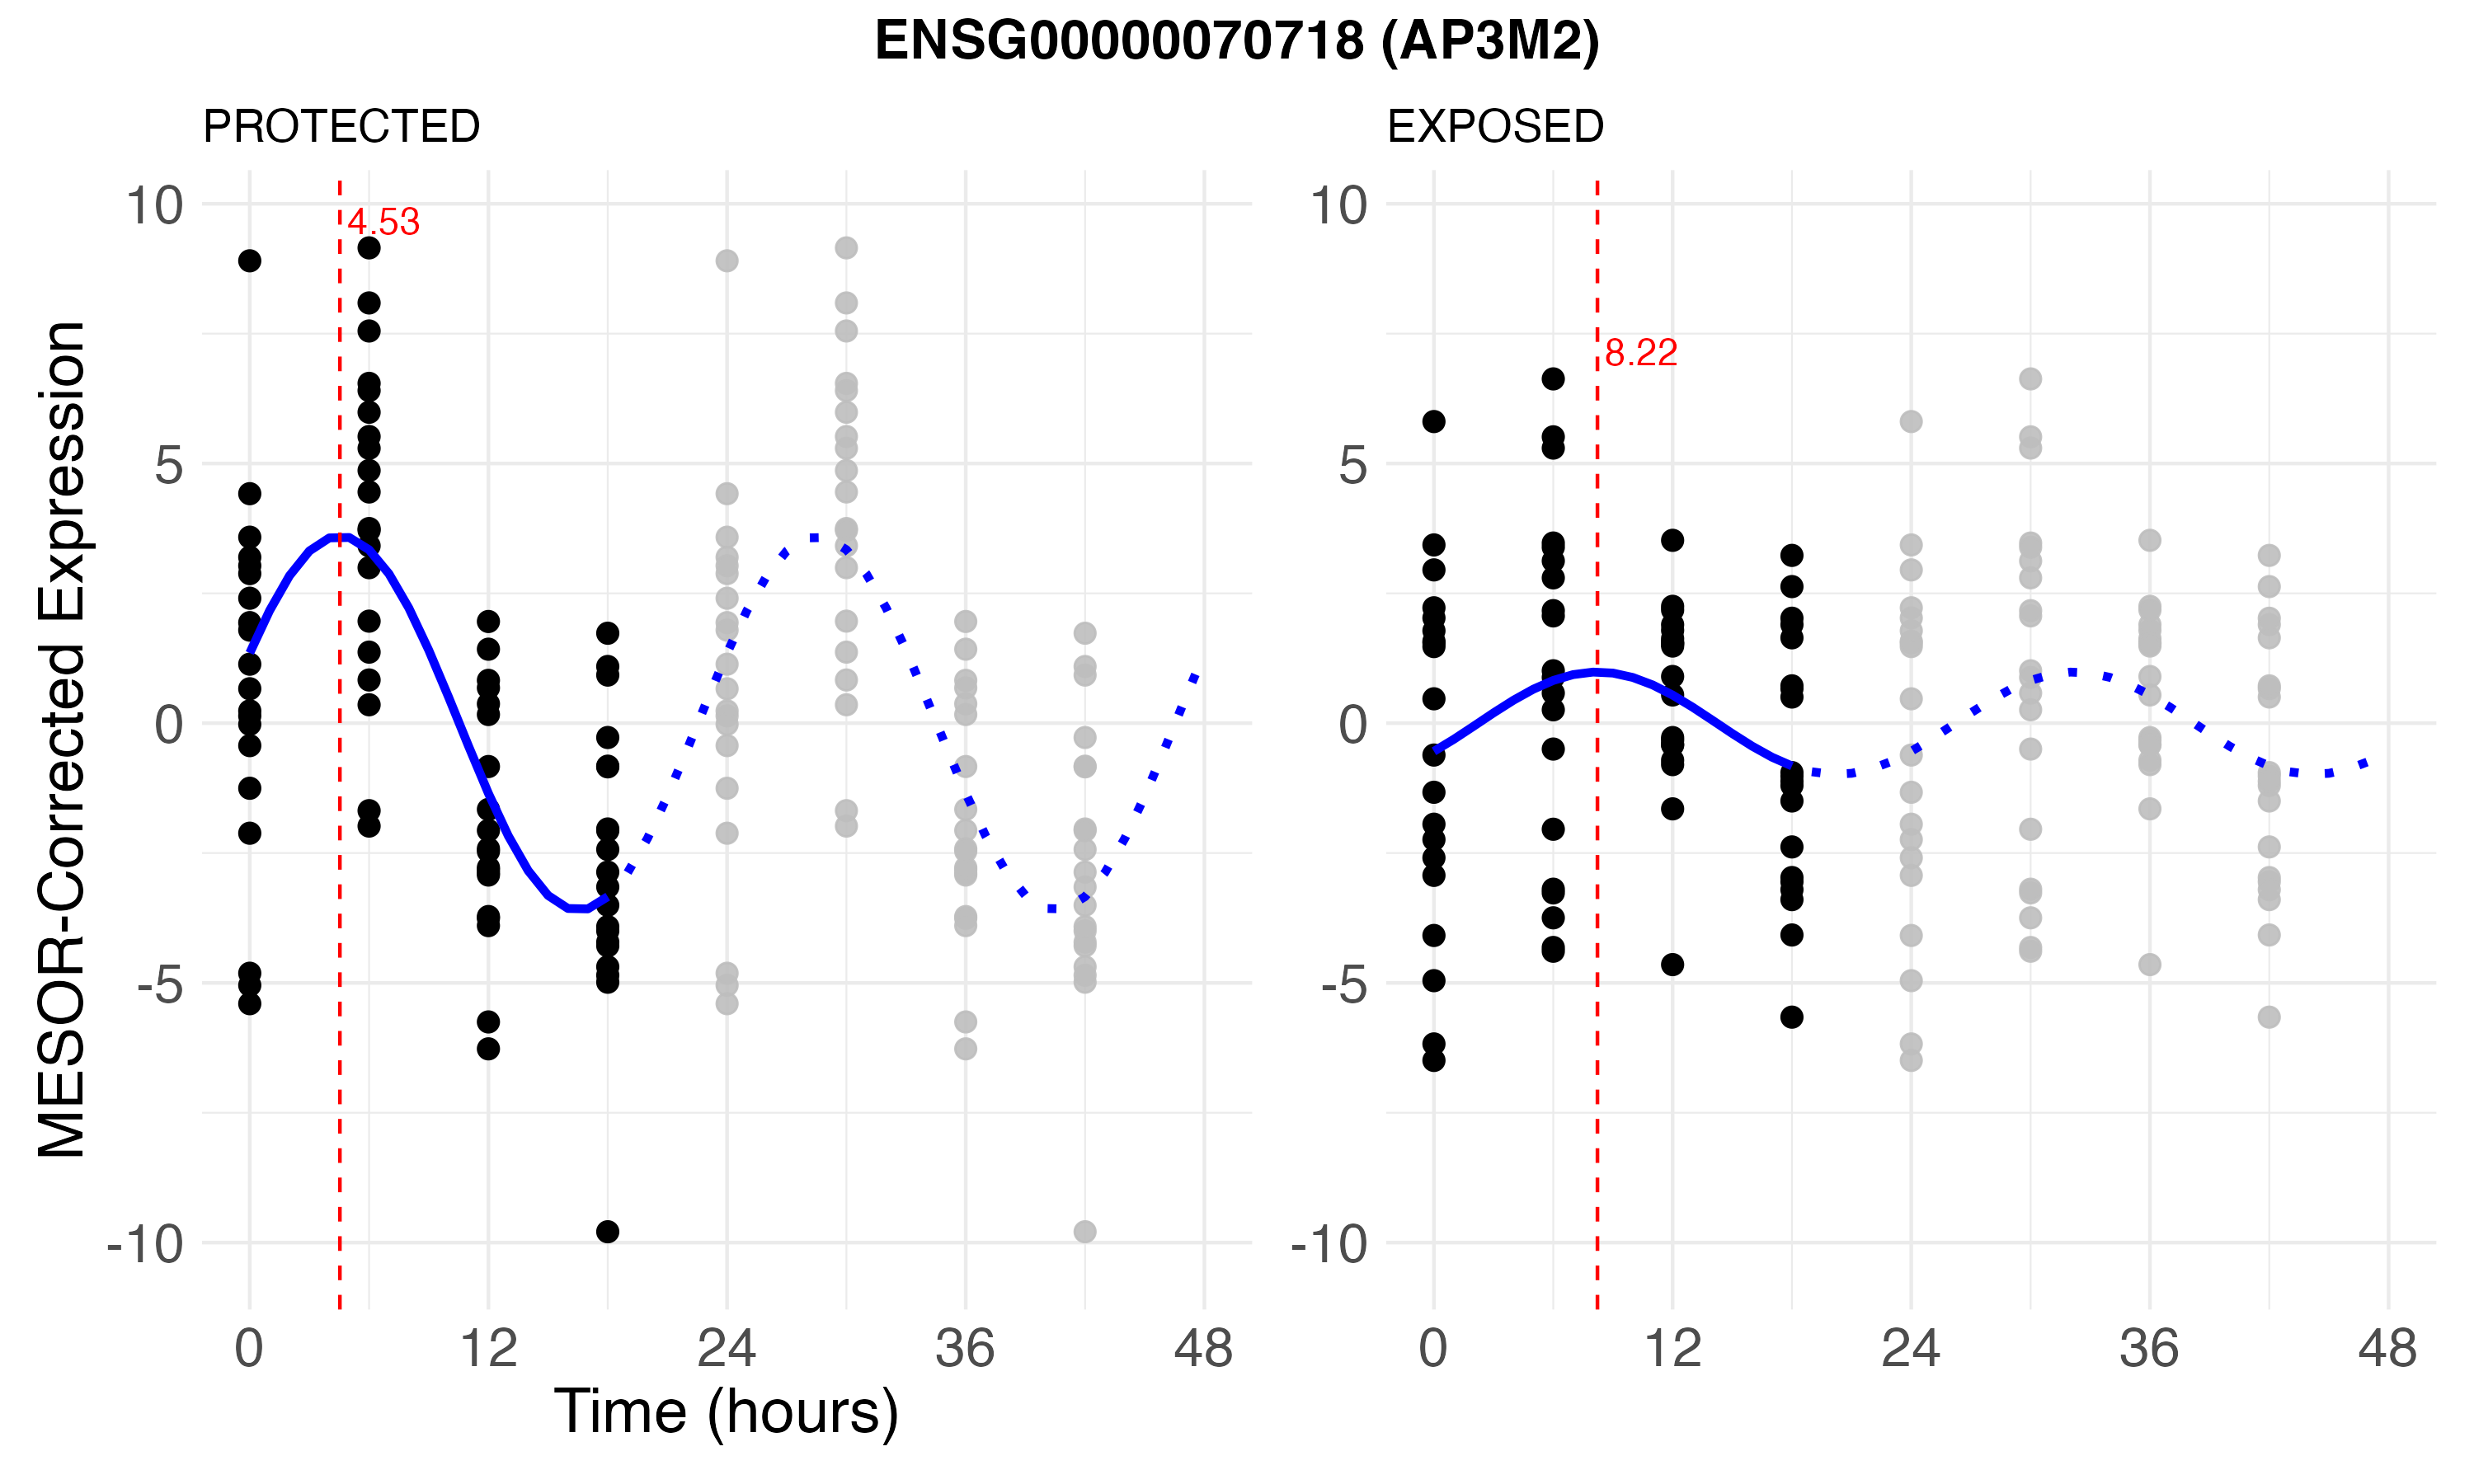 ENSG00000070718 (AP3M2)
PROTECTED
EXPOSED
MESOR-Corrected Expression
10
5
0
-5
-10
4.53
0 12 24 36 48
10
5
0
-5
-10
8.22
0 12 24 36 48
Time (hours)